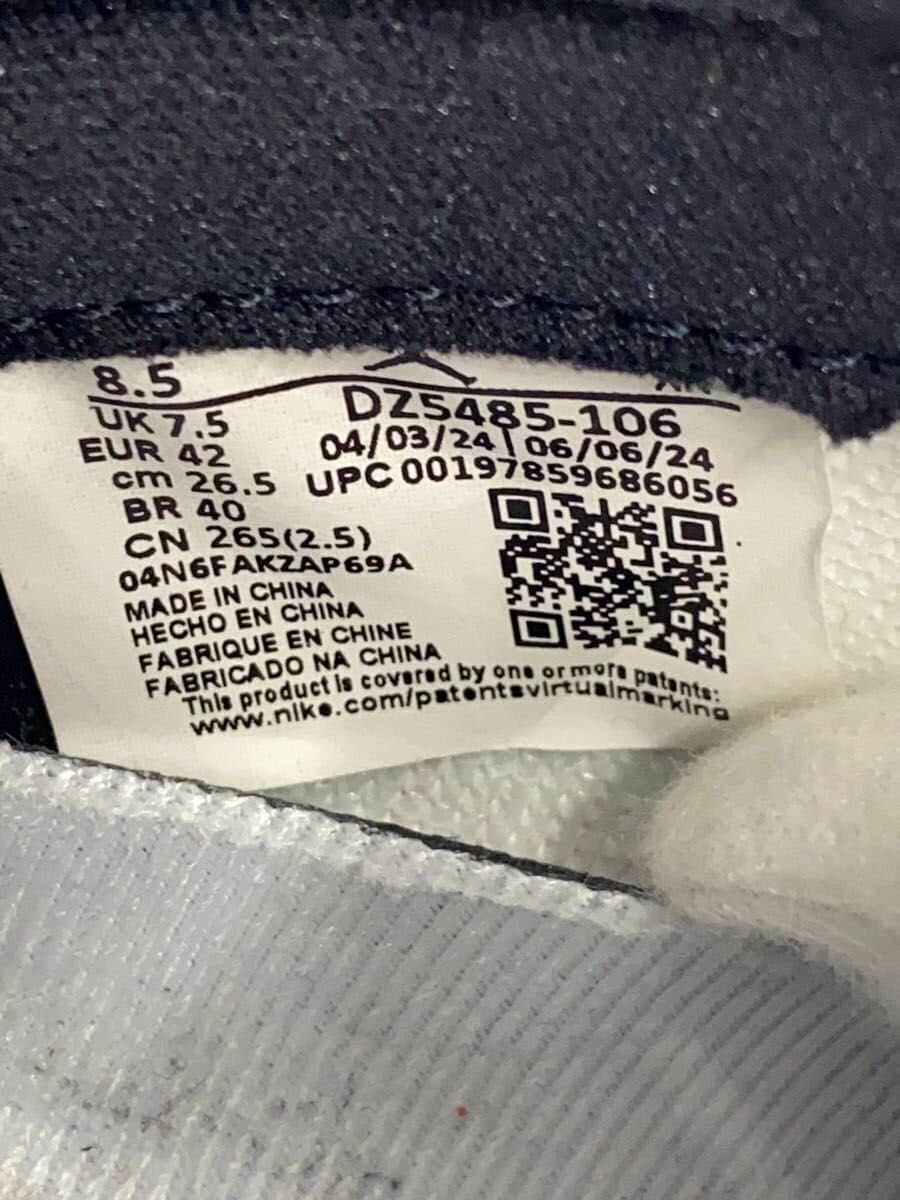 8.5
UK 7.5
EUR 42
cm 26.5
BR 40
CN 265(2.5)
04N6FAKZAP69A
DZ5485-106
04/03/24 | 06/06/24
UPC 00197859686056
MADE IN CHINA
HECHO EN CHINA
FABRIQUE EN CHINE
FABRICADO NA CHINA
This product is covered by one or more patents:
www.nike.com/patentsvirtualmarking